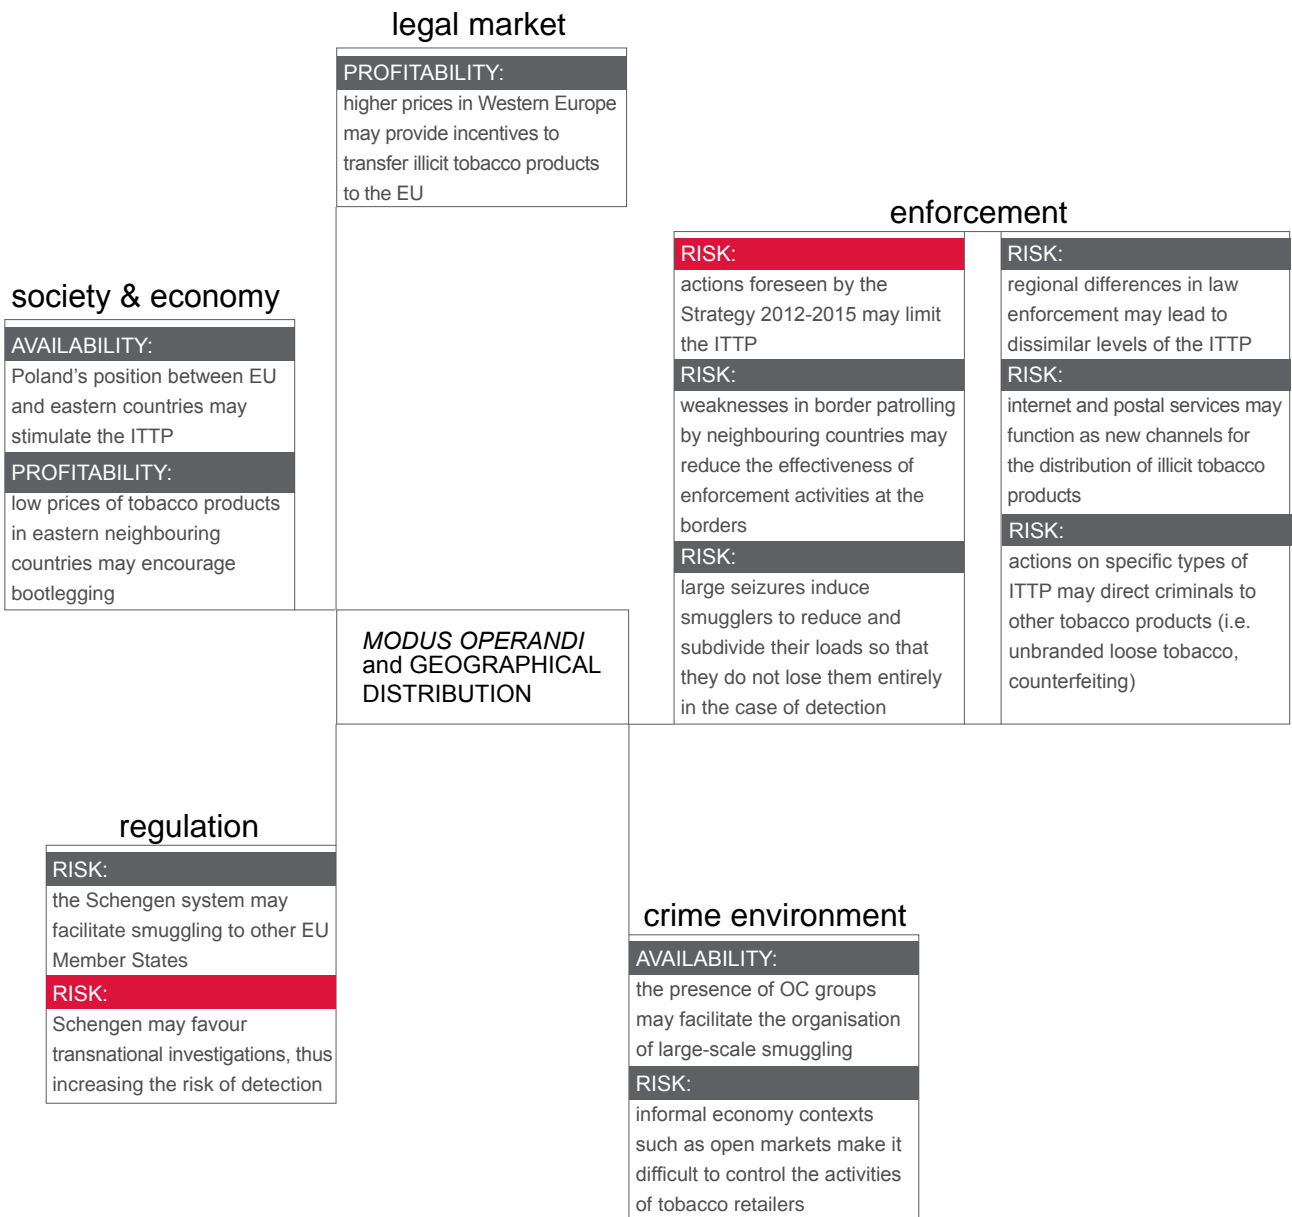 legal market
PROFITABILITY:
higher prices in Western Europe
may provide incentives to
transfer illicit tobacco products
to the EU
enforcement
RISK:
actions foreseen by the
Strategy 2012-2015 may limit
the ITTP
RISK:
weaknesses in border patrolling
by neighbouring countries may
reduce the effectiveness of
enforcement activities at the
borders
RISK:
large seizures induce
smugglers to reduce and
subdivide their loads so that
they do not lose them entirely
in the case of detection
RISK:
regional differences in law
enforcement may lead to
dissimilar levels of the ITTP
RISK:
internet and postal services may
function as new channels for
the distribution of illicit tobacco
products
RISK:
actions on specific types of
ITTP may direct criminals to
other tobacco products (i.e.
unbranded loose tobacco,
counterfeiting)
society & economy
AVAILABILITY:
Poland’s position between EU
and eastern countries may
stimulate the ITTP
PROFITABILITY:
low prices of tobacco products
in eastern neighbouring
countries may encourage
bootlegging
MODUS OPERANDI
and GEOGRAPHICAL
DISTRIBUTION
regulation
RISK:
the Schengen system may
facilitate smuggling to other EU
Member States
RISK:
Schengen may favour
transnational investigations, thus
increasing the risk of detection
crime environment
AVAILABILITY:
the presence of OC groups
may facilitate the organisation
of large-scale smuggling
RISK:
informal economy contexts
such as open markets make it
difficult to control the activities
of tobacco retailers